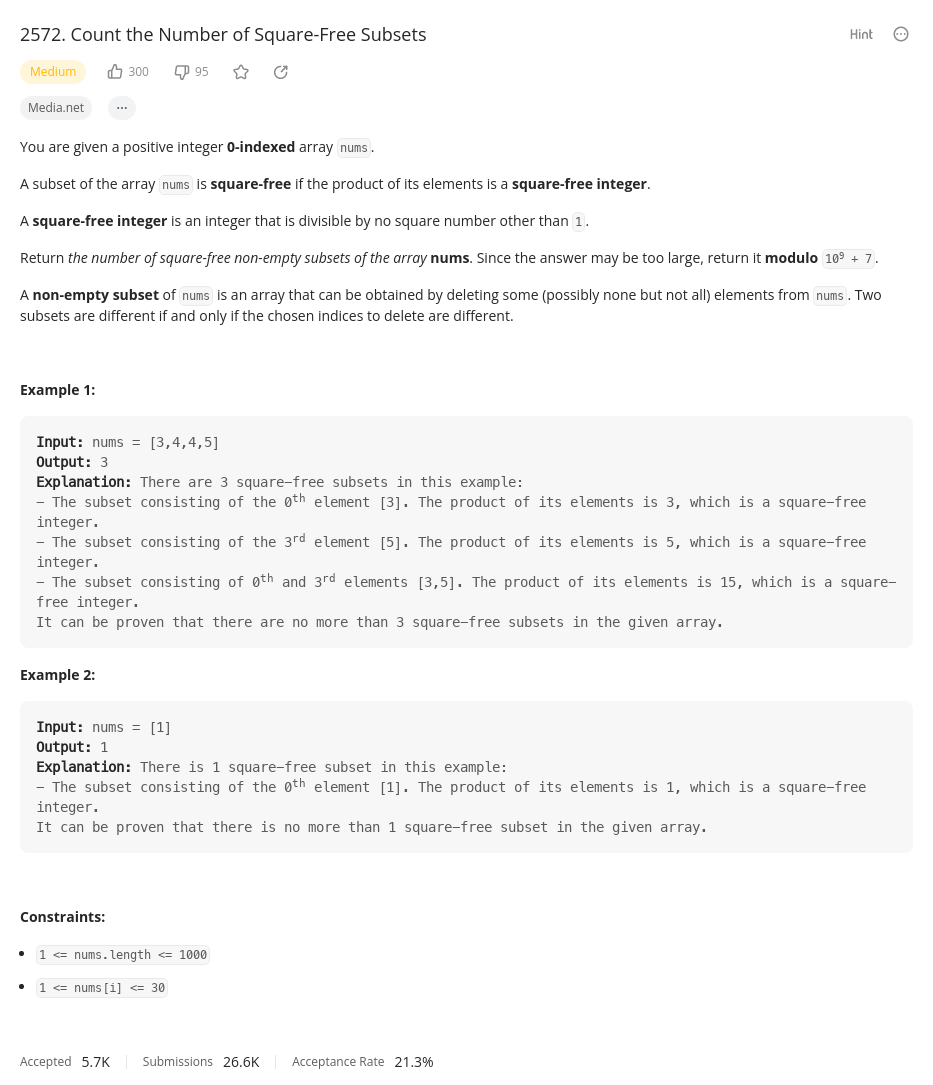 2572. Count the Number of Square-Free Subsets
Hint
Medium 300 95
Media.net ...
You are given a positive integer 0-indexed array nums.
A subset of the array nums is square-free if the product of its elements is a square-free integer.
A square-free integer is an integer that is divisible by no square number other than 1.
Return the number of square-free non-empty subsets of the array nums. Since the answer may be too large, return it modulo 10⁹ + 7.
A non-empty subset of nums is an array that can be obtained by deleting some (possibly none but not all) elements from nums. Two
subsets are different if and only if the chosen indices to delete are different.
Example 1:
Input: nums = [3,4,4,5]
Output: 3
Explanation: There are 3 square-free subsets in this example:
- The subset consisting of the 0ᵗʰ element [3]. The product of its elements is 3, which is a square-free
integer.
- The subset consisting of the 3ʳᵈ element [5]. The product of its elements is 5, which is a square-free
integer.
- The subset consisting of 0ᵗʰ and 3ʳᵈ elements [3,5]. The product of its elements is 15, which is a square-
free integer.
It can be proven that there are no more than 3 square-free subsets in the given array.
Example 2:
Input: nums = [1]
Output: 1
Explanation: There is 1 square-free subset in this example:
- The subset consisting of the 0ᵗʰ element [1]. The product of its elements is 1, which is a square-free
integer.
It can be proven that there is no more than 1 square-free subset in the given array.
Constraints:
• 1 <= nums.length <= 1000
• 1 <= nums[i] <= 30
Accepted 5.7K Submissions 26.6K Acceptance Rate 21.3%